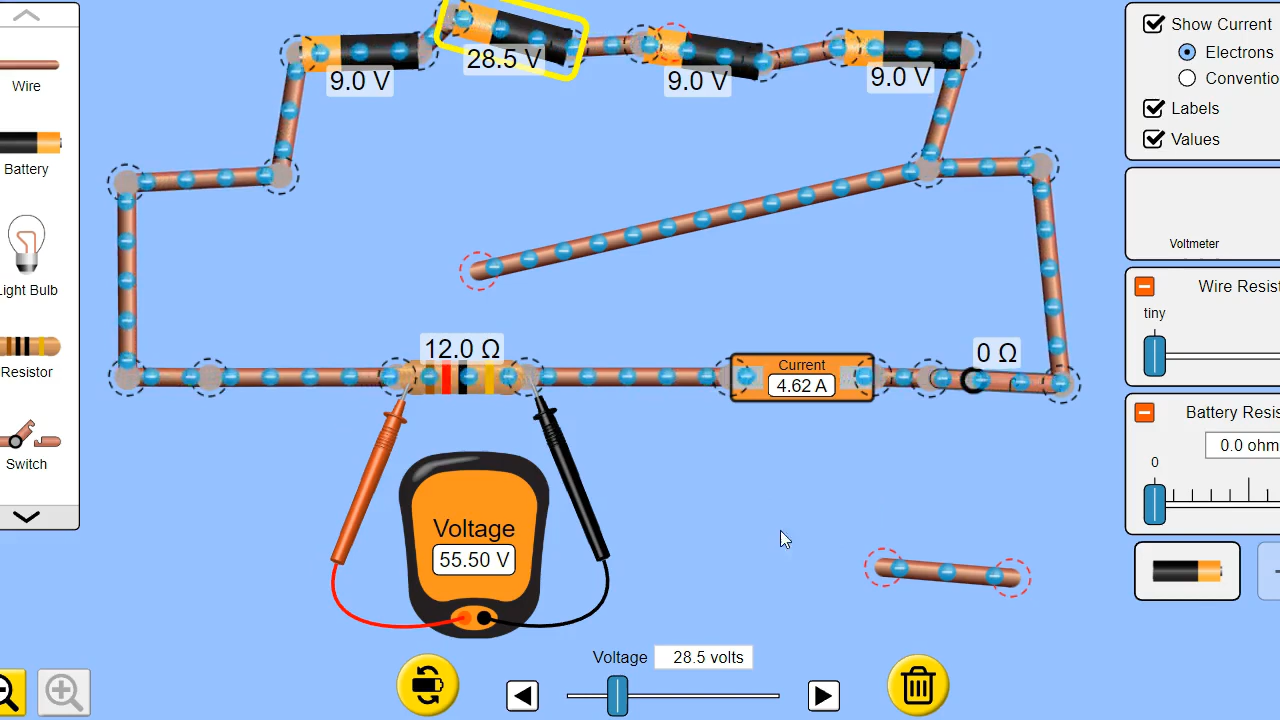 Wire
Battery
Light Bulb
Resistor
Switch
9.0 V
28.5 V
9.0 V
9.0 V
12.0 Ω
Current
4.62 A
0 Ω
Voltage
55.50 V
Voltage 28.5 volts
Show Current
Electrons
Conventio
Labels
Values
Voltmeter
Wire Resist
tiny
Battery Resis
0.0 ohm
0